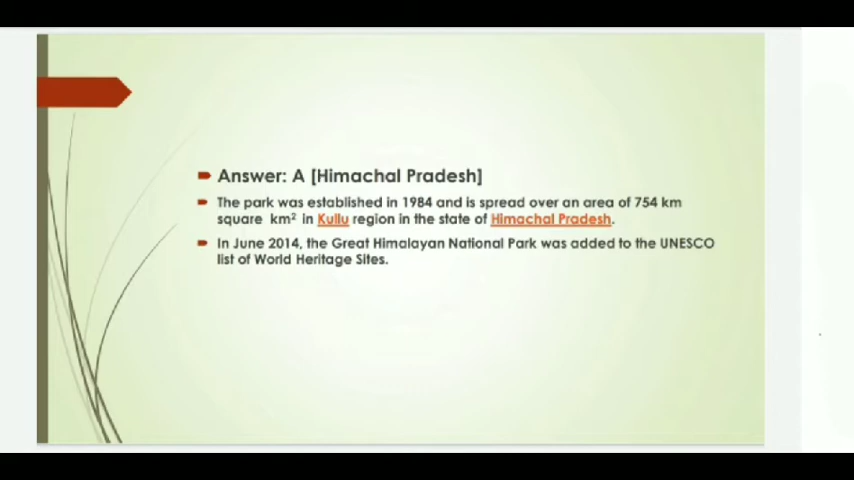 Answer: A [Himachal Pradesh]
The park was established in 1984 and is spread over an area of 754 km
square km² in Kullu region in the state of Himachal Pradesh.
In June 2014, the Great Himalayan National Park was added to the UNESCO
list of World Heritage Sites.